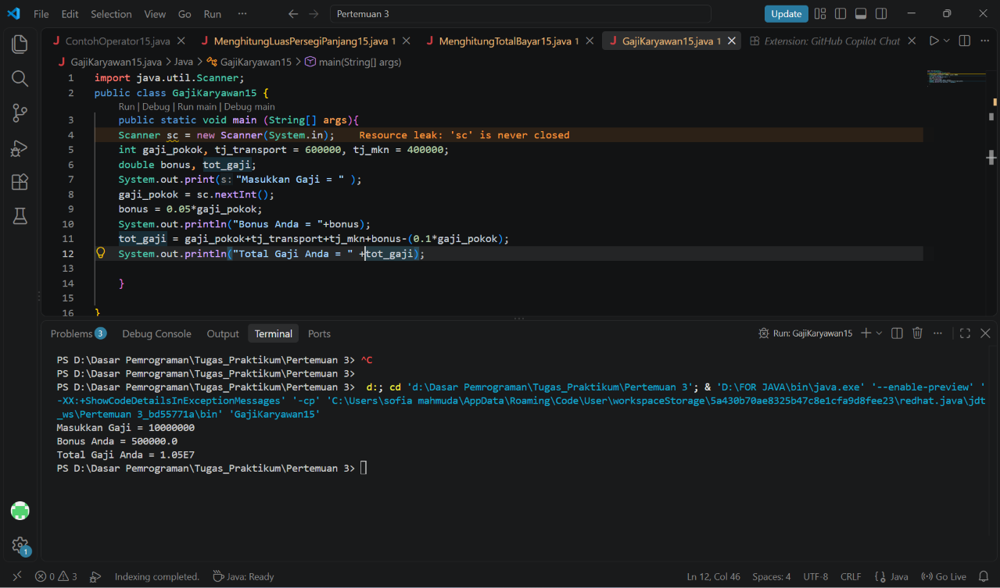 File Edit Selection View Go Run ··· ← → Pertemuan 3 Update
J ContohOperator15.java × J MenghitungLuasPersegiPanjang15.java 1 × J MenghitungTotalBayar15.java 1 × J GajiKaryawan15.java 1 × Extension: GitHub Copilot Chat ×
J GajiKaryawan15.java > Java > GajiKaryawan15 > main(String[] args)
1 import java.util.Scanner;
2 public class GajiKaryawan15 {
Run | Debug | Run main | Debug main
3 public static void main (String[] args){
4 Scanner sc = new Scanner(System.in); Resource leak: 'sc' is never closed
5 int gaji_pokok, tj_transport = 600000, tj_mkn = 400000;
6 double bonus, tot_gaji;
7 System.out.print(s: "Masukkan Gaji = " );
8 gaji_pokok = sc.nextInt();
9 bonus = 0.05*gaji_pokok;
10 System.out.println("Bonus Anda = "+bonus);
11 tot_gaji = gaji_pokok+tj_transport+tj_mkn+bonus-(0.1*gaji_pokok);
12 System.out.println("Total Gaji Anda = " +tot_gaji);
13
14 }
15
16 }
Problems 3 Debug Console Output Terminal Ports Run: GajiKaryawan15
PS D:\Dasar Pemrograman\Tugas_Praktikum\Pertemuan 3> ^C
PS D:\Dasar Pemrograman\Tugas_Praktikum\Pertemuan 3>
PS D:\Dasar Pemrograman\Tugas_Praktikum\Pertemuan 3> d:; cd 'd:\Dasar Pemrograman\Tugas_Praktikum\Pertemuan 3'; & 'D:\FOR JAVA\bin\java.exe' '--enable-preview' '
-XX:+ShowCodeDetailsInExceptionMessages' '-cp' 'C:\Users\sofia mahmuda\AppData\Roaming\Code\User\workspaceStorage\5a430b70ae8325b47c8e1cfa9d8fee23\redhat.java\jdt
_ws\Pertemuan 3_bd55771a\bin' 'GajiKaryawan15'
Masukkan Gaji = 10000000
Bonus Anda = 500000.0
Total Gaji Anda = 1.05E7
PS D:\Dasar Pemrograman\Tugas_Praktikum\Pertemuan 3>
1
0 3 Indexing completed. Java: Ready Ln 12, Col 46 Spaces: 4 UTF-8 CRLF { } Java Go Live